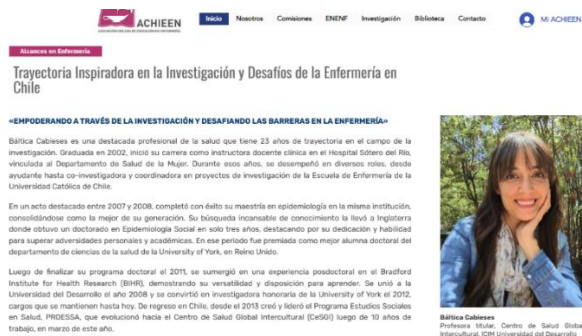 ACHIEEN
ASOCIACIÓN CHILENA DE EDUCACIÓN EN ENFERMERÍA
Inicio Nosotros Comisiones ENENF Investigación Biblioteca Contacto
MI ACHIEEN
Alcances en Enfermería
Trayectoria Inspiradora en la Investigación y Desafíos de la Enfermería en
Chile
«EMPODERANDO A TRAVÉS DE LA INVESTIGACIÓN Y DESAFIANDO LAS BARRERAS EN LA ENFERMERÍA»
Báltica Cabieses es una destacada profesional de la salud que tiene 23 años de trayectoria en el campo de la
investigación. Graduada en 2002, inició su carrera como instructora docente clínica en el Hospital Sótero del Río,
vinculada al Departamento de Salud de la Mujer. Durante esos años, se desempeñó en diversos roles, desde
ayudante hasta co-investigadora y coordinadora en proyectos de investigación de la Escuela de Enfermería de la
Universidad Católica de Chile.
En un acto destacado entre 2007 y 2008, completó con éxito su maestría en epidemiología en la misma institución,
consolidándose como la mejor de su generación. Su búsqueda incansable de conocimiento la llevó a Inglaterra
donde obtuvo un doctorado en Epidemiología Social en solo tres años, destacando por su dedicación y habilidad
para superar adversidades personales y académicas. En ese período fue premiada como mejor alumna doctoral del
departamento de ciencias de la salud de la University of York, en Reino Unido.
Luego de finalizar su programa doctoral el 2011, se sumergió en una experiencia posdoctoral en el Bradford
Institute for Health Research (BIHR), demostrando su versatilidad y disposición para aprender. Se unió a la
Universidad del Desarrollo el año 2008 y se convirtió en investigadora honoraria de la University of York el 2012,
cargos que se mantienen hasta hoy. De regreso en Chile, desde el 2013 creó y lideró el Programa Estudios Sociales
en Salud, PROESSA, que evolucionó hacia el Centro de Salud Global Intercultural (CeSGI) luego de 10 años de
trabajo, en marzo de este año.
Báltica Cabieses
Profesora titular, Centro de Salud Global
Intercultural, ICIM Universidad del Desarrollo